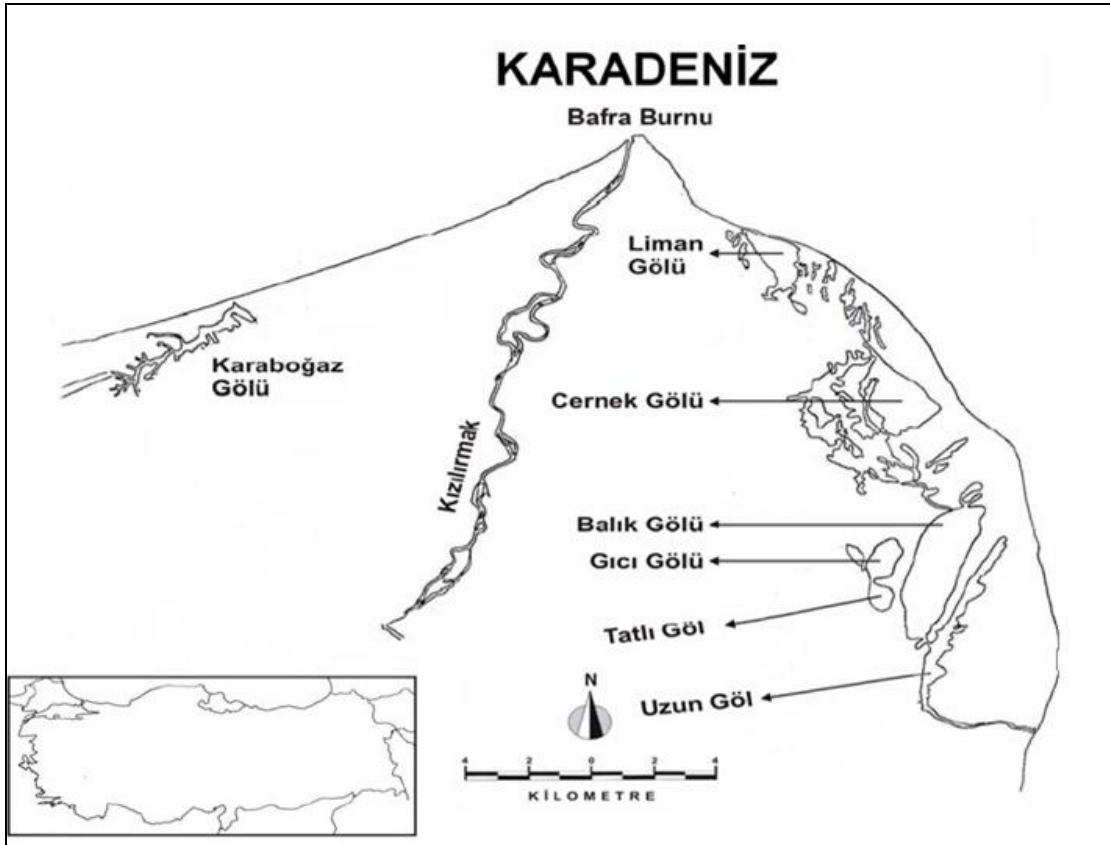 KARADENİZ
Bafra Burnu
Liman
Gölü
Karaboğaz
Gölü
Cernek Gölü
Kızılırmak
Balık Gölü
Gıcı Gölü
Tatlı Göl
Uzun Göl
N
4 2 0 2 4
KİLOMETRE